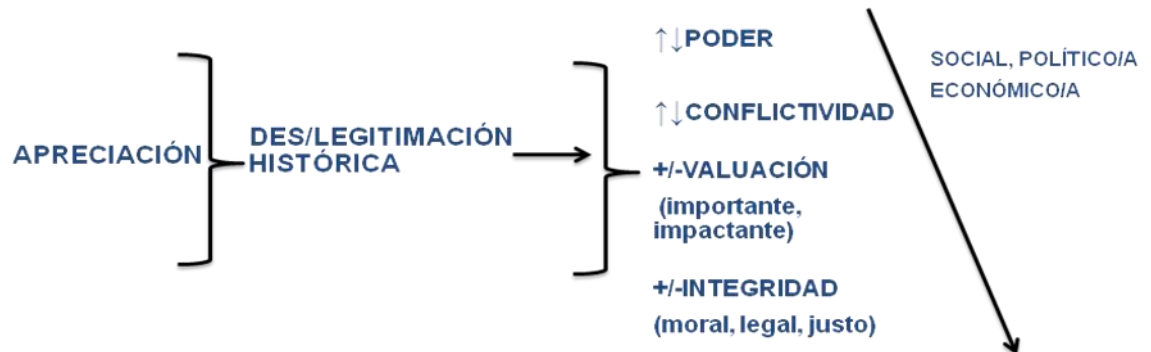 APRECIACIÓN
DES/LEGITIMACIÓN
HISTÓRICA
↑↓PODER
↑↓CONFLICTIVIDAD
+/-VALUACIÓN
(importante,
impactante)
+/-INTEGRIDAD
(moral, legal, justo)
SOCIAL, POLÍTICO/A
ECONÓMICO/A